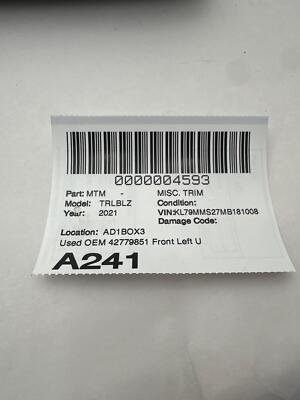 0000004593
Part: MTM - MISC. TRIM
Model: TRLBLZ Condition:
Year: 2021 VIN:KL79MMS27MB181008
Damage Code:
Location: AD1BOX3
Used OEM 42779851 Front Left U
A241